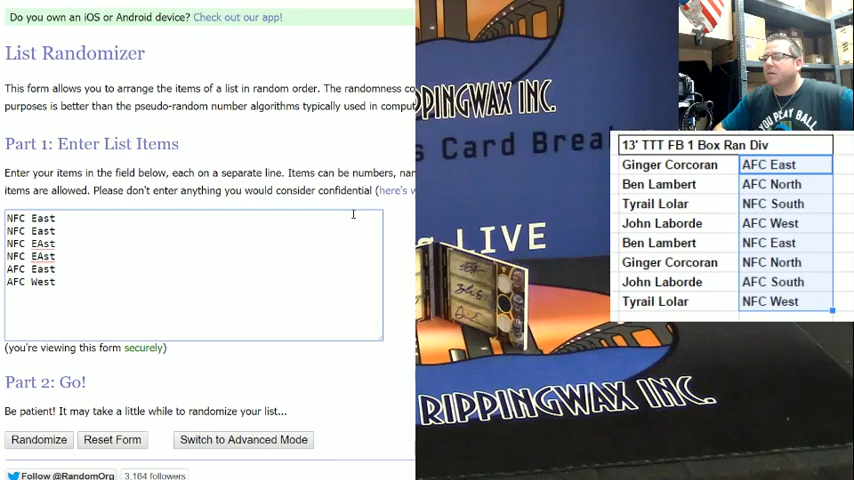 Do you own an iOS or Android device? Check out our app!
List Randomizer
This form allows you to arrange the items of a list in random order. The randomness
purposes is better than the pseudo-random number algorithms typically used in
Part 1: Enter List Items
Enter your items in the field below, each on a separate line. Items can be numbers,
items are allowed. Please don't enter anything you would consider confidential (here's
NFC East
NFC East
NFC EAst
NFC EAst
AFC East
AFC West
(you're viewing this form securely)
Part 2: Go!
Be patient! It may take a little while to randomize your list...
Randomize
Reset Form
Switch to Advanced Mode
Follow @RandomOrg
3,164 followers
PPINGWAX INC.
s Card Brea
LIVE
RIPPINGWAX INC.
YOU PLAY BALL
13' TTT FB 1 Box Ran Div
Ginger Corcoran AFC East
Ben Lambert AFC North
Tyrail Lolar NFC South
John Laborde AFC West
Ben Lambert NFC East
Ginger Corcoran NFC North
John Laborde AFC South
Tyrail Lolar NFC West